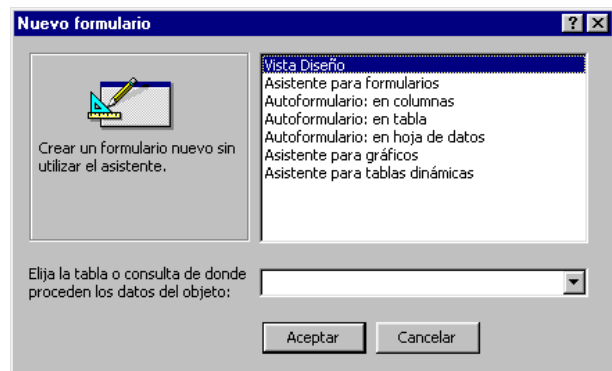 Nuevo formulario
Crear un formulario nuevo sin
utilizar el asistente.
Vista Diseño
Asistente para formularios
Autoformulario: en columnas
Autoformulario: en tabla
Autoformulario: en hoja de datos
Asistente para gráficos
Asistente para tablas dinámicas
Elija la tabla o consulta de donde
proceden los datos del objeto:
Aceptar
Cancelar